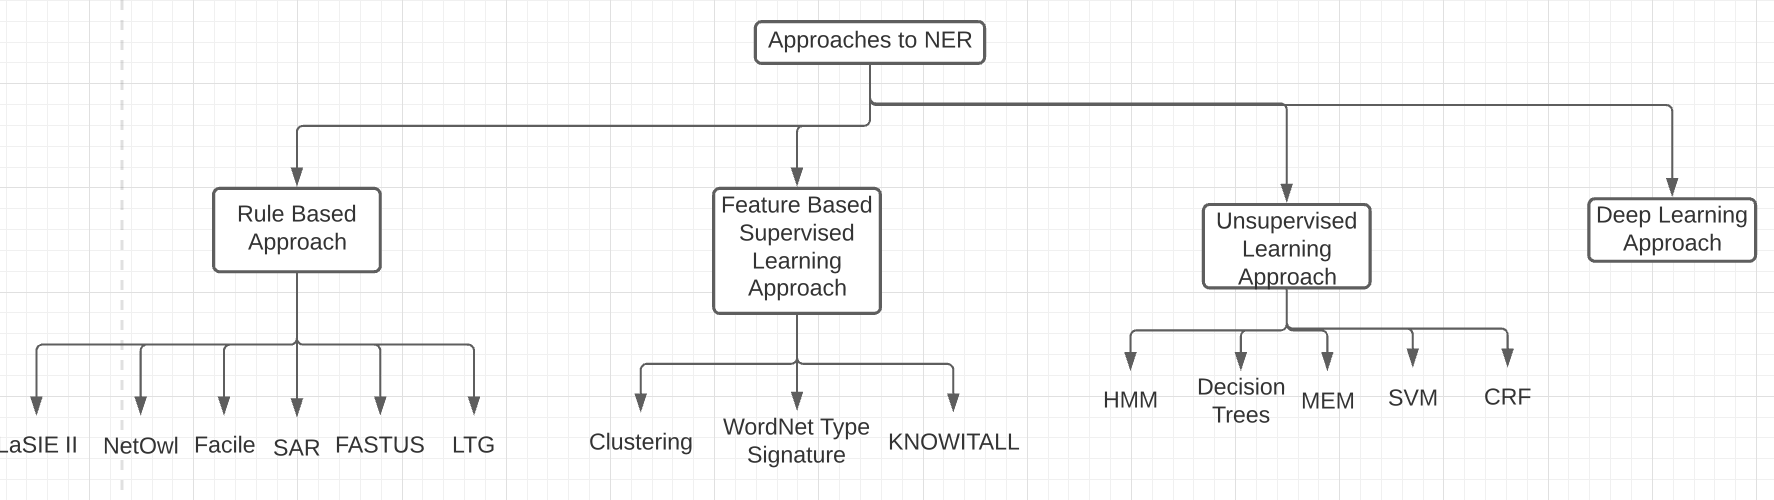 Approaches to NER
Rule Based
Approach
Feature Based
Supervised
Learning
Approach
Unsupervised
Learning
Approach
Deep Learning
Approach
LaSIE II
NetOwl
Facile
SAR
FASTUS
LTG
Clustering
WordNet Type
Signature
KNOWITALL
HMM
Decision
Trees
MEM
SVM
CRF